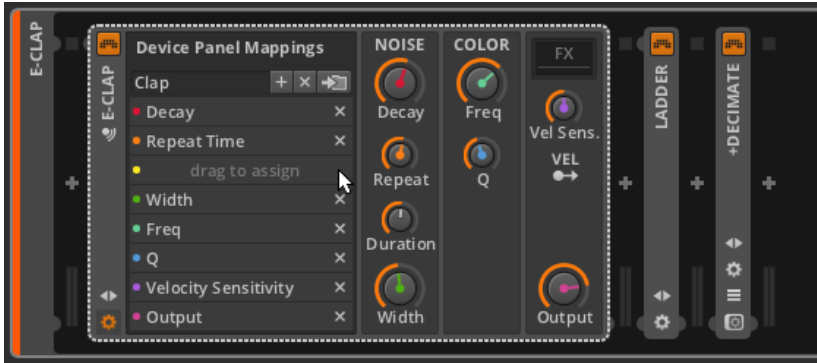 E-CLAP
E-CLAP
Device Panel Mappings
Clap
Decay
Repeat Time
drag to assign
Width
Freq
Q
Velocity Sensitivity
Output
NOISE
Decay
Repeat
Duration
Width
COLOR
Freq
Q
FX
Vel Sens.
VEL
Output
LADDER
+DECIMATE